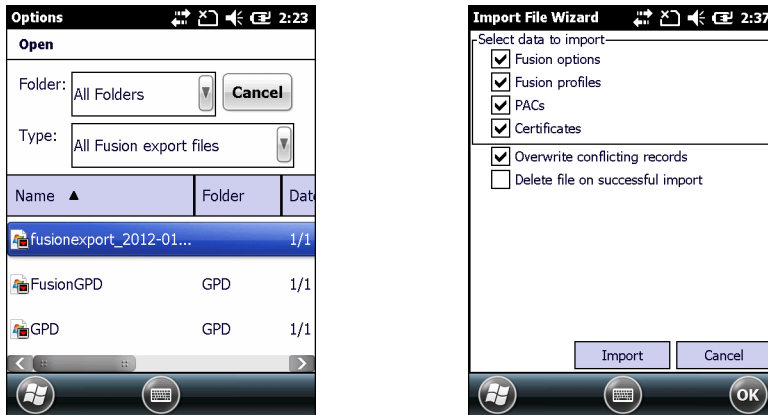 Options 2:23
Open
Folder:
All Folders
Cancel
Type:
All Fusion export files
Name Folder Dat
fusionexport_2012-01... 1/1
FusionGPD GPD 1/1
GPD GPD 1/1
Import File Wizard 2:37
Select data to import
Fusion options
Fusion profiles
PACs
Certificates
Overwrite conflicting records
Delete file on successful import
Import Cancel
OK